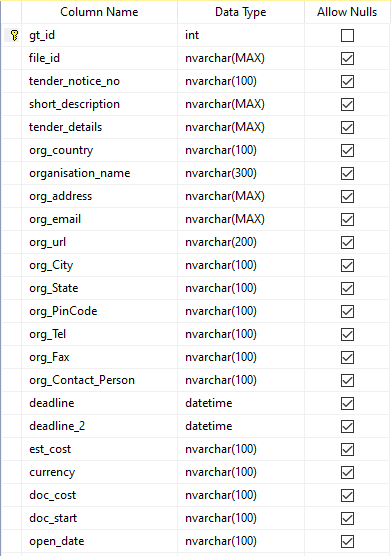 Column Name Data Type Allow Nulls
gt_id int
file_id nvarchar(MAX)
tender_notice_no nvarchar(100)
short_description nvarchar(MAX)
tender_details nvarchar(MAX)
org_country nvarchar(100)
organisation_name nvarchar(300)
org_address nvarchar(MAX)
org_email nvarchar(MAX)
org_url nvarchar(200)
org_City nvarchar(100)
org_State nvarchar(100)
org_PinCode nvarchar(100)
org_Tel nvarchar(100)
org_Fax nvarchar(100)
org_Contact_Person nvarchar(100)
deadline datetime
deadline_2 datetime
est_cost nvarchar(100)
currency nvarchar(100)
doc_cost nvarchar(100)
doc_start nvarchar(100)
open_date nvarchar(100)